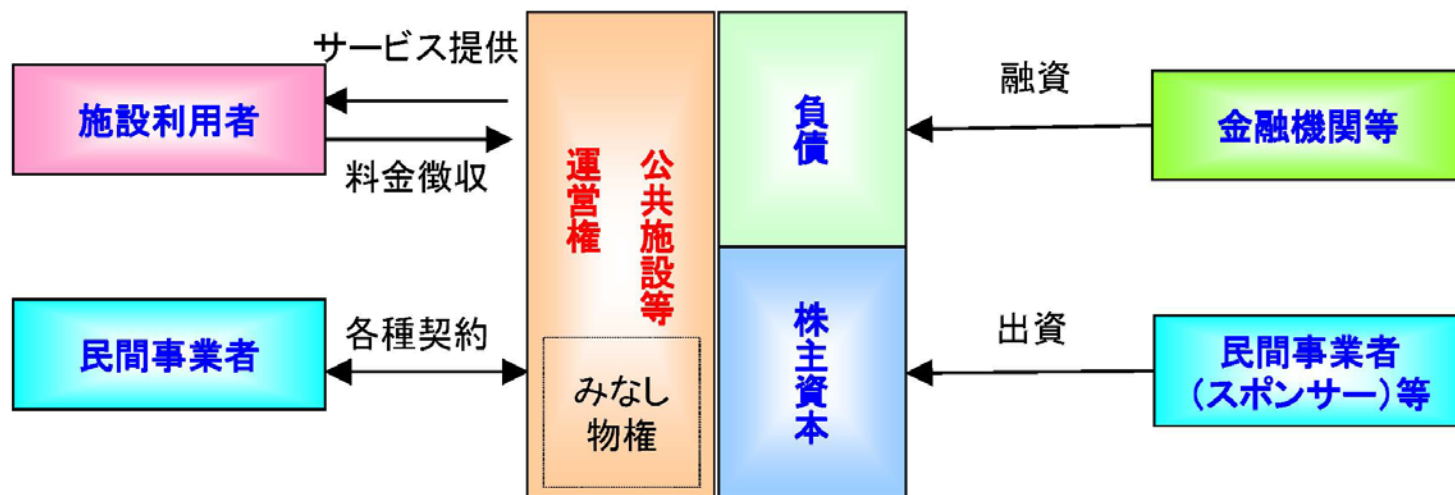 サービス提供
施設利用者
料金徴収
民間事業者
各種契約
公共施設等
運営権
みなし
物権
負債
株主資本
融資
金融機関等
出資
民間事業者
(スポンサー)等